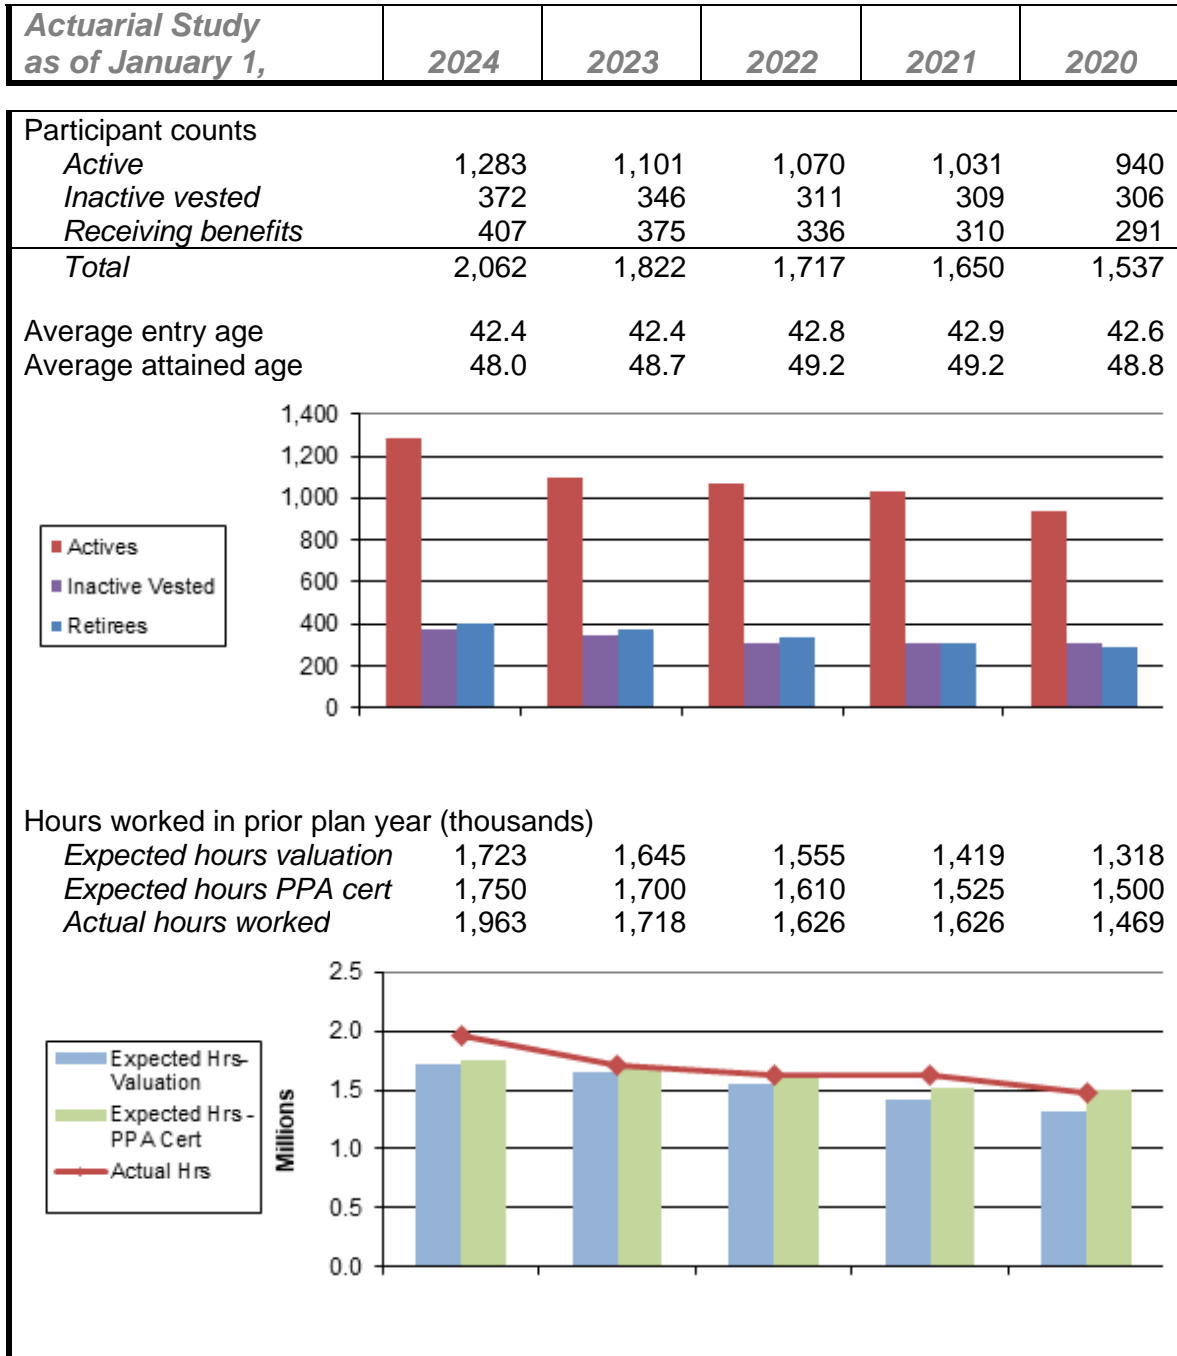 Actuarial Study
as of January 1, 2024 2023 2022 2021 2020
Participant counts
Active 1,283 1,101 1,070 1,031 940
Inactive vested 372 346 311 309 306
Receiving benefits 407 375 336 310 291
Total 2,062 1,822 1,717 1,650 1,537
Average entry age 42.4 42.4 42.8 42.9 42.6
Average attained age 48.0 48.7 49.2 49.2 48.8
1,400
1,200
1,000
800
600
400
200
0
Actives
Inactive Vested
Retirees
Hours worked in prior plan year (thousands)
Expected hours valuation 1,723 1,645 1,555 1,419 1,318
Expected hours PPA cert 1,750 1,700 1,610 1,525 1,500
Actual hours worked 1,963 1,718 1,626 1,626 1,469
2.5
2.0
1.5
1.0
0.5
0.0
Millions
Expected Hrs-
Valuation
Expected Hrs -
PPA Cert
Actual Hrs